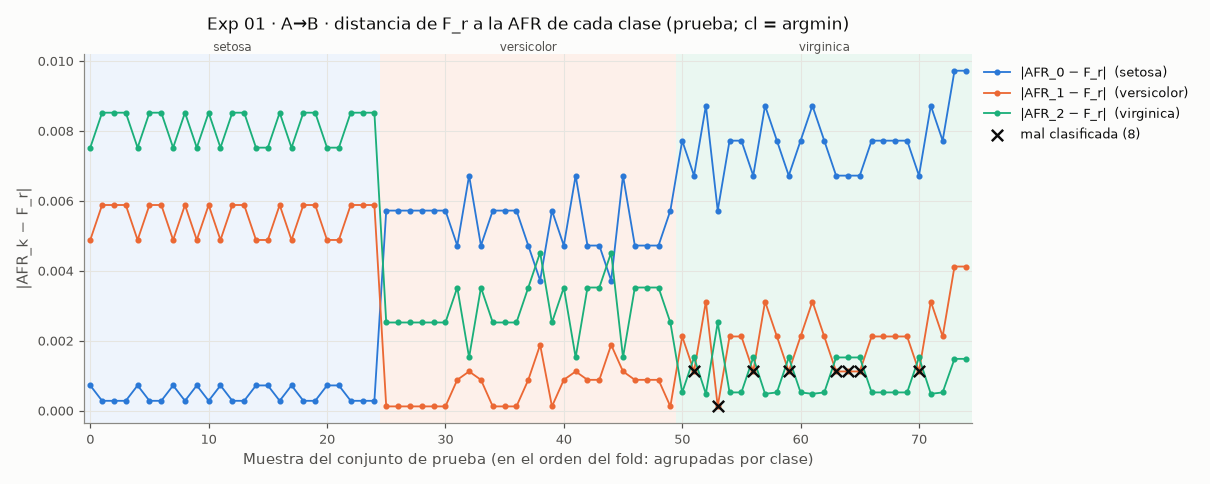 Exp 01 · A→B · distancia de F_r a la AFR de cada clase (prueba; cl = argmin)
setosa
versicolor
virginica
|AFR_0 − F_r| (setosa)
|AFR_1 − F_r| (versicolor)
|AFR_2 − F_r| (virginica)
mal clasificada (8)
|AFR_k − F_r|
0.010
0.008
0.006
0.004
0.002
0.000
0 10 20 30 40 50 60 70
Muestra del conjunto de prueba (en el orden del fold: agrupadas por clase)